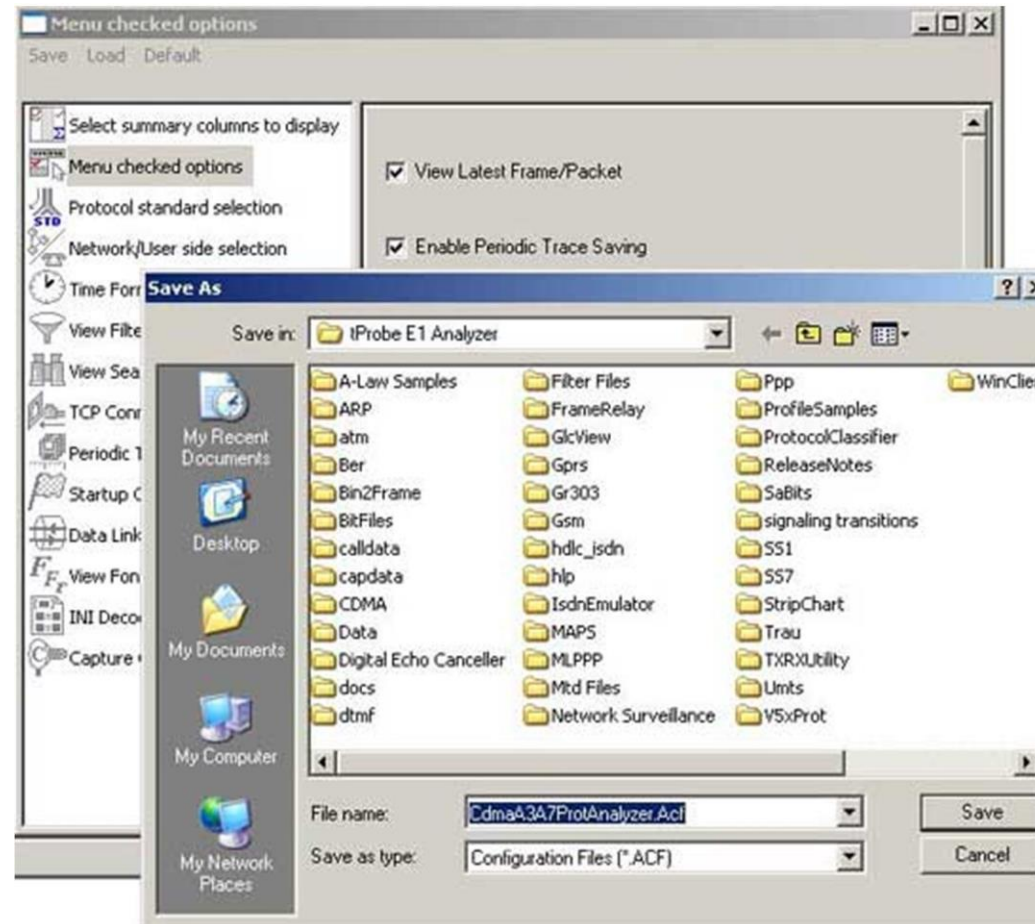 Menu checked options
Save Load Default
Select summary columns to display
Menu checked options
Protocol standard selection
Network/User side selection
Time Forr
View Filte
View Sea
TCP Conr
Periodic T
Startup C
Data Link
View Fon
INI Deco
Capture
View Latest Frame/Packet
Enable Periodic Trace Saving
Save As
Save in: tProbe E1 Analyzer
My Recent Documents
Desktop
My Documents
My Computer
My Network Places
A-Law Samples
ARP
atm
Ber
Bin2Frame
BitFiles
calldata
capdata
CDMA
Data
Digital Echo Canceller
docs
dtmf
Filter Files
FrameRelay
GlcView
Gprs
Gr303
Gsm
hdlc_isdn
hlp
IsdnEmulator
MAPS
MLPPP
Mtd Files
Network Surveillance
Ppp
ProfileSamples
ProtocolClassifier
ReleaseNotes
SaBits
signaling transitions
SS1
SS7
StripChart
Trau
TXRXUtility
Umts
V5xProt
WinClie
File name: CdmaA3A7ProtAnalyzer.Acf
Save
Save as type: Configuration Files (*.ACF)
Cancel